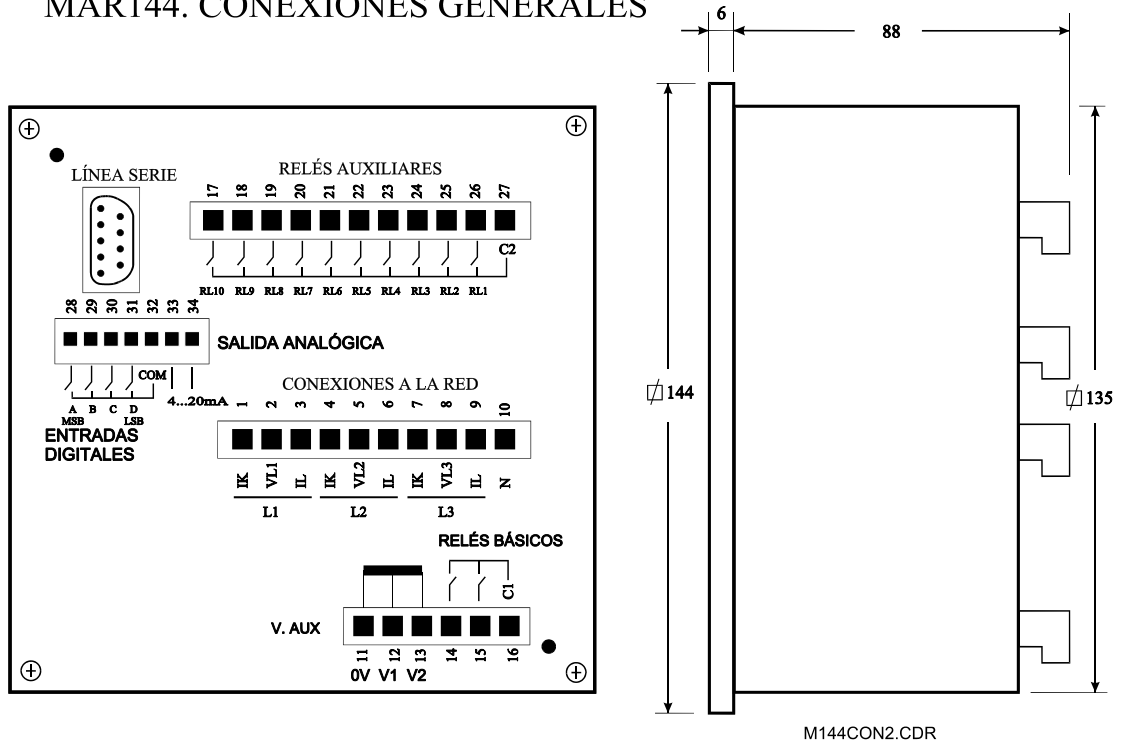 MAR144. CONEXIONES GENERALES
6
88
LÍNEA SERIE
RELÉS AUXILIARES
17 18 19 20 21 22 23 24 25 26 27
C2
RL10 RL9 RL8 RL7 RL6 RL5 RL4 RL3 RL2 RL1
28 29 30 31 32 33 34
SALIDA ANALÓGICA
COM
4...20mA
A B C D
MSB LSB
ENTRADAS
DIGITALES
CONEXIONES A LA RED
1 2 3 4 5 6 7 8 9 10
IK VL1 IL IK VL2 IL IK VL3 IL N
L1 L2 L3
RELÉS BÁSICOS
C1
V. AUX
11 12 13 14 15 16
0V V1 V2
144
135
M144CON2.CDR